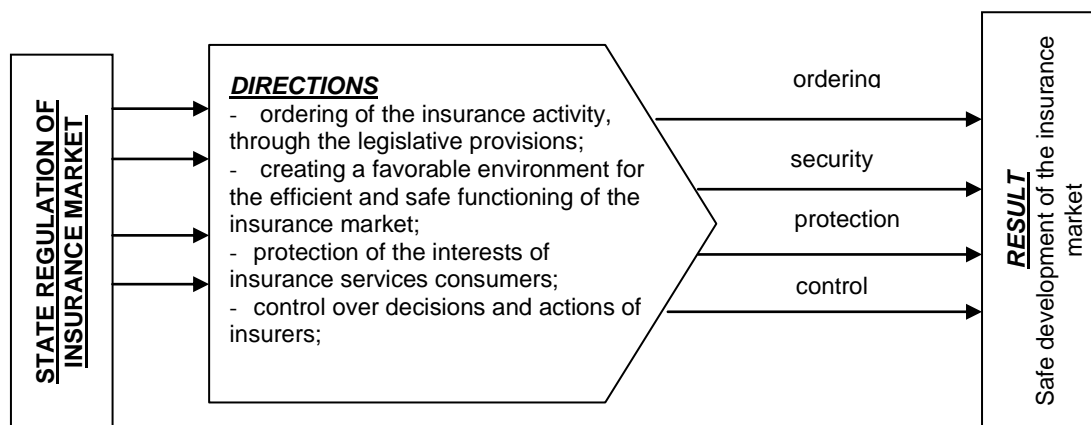 STATE REGULATION OF
INSURANCE MARKET
DIRECTIONS
- ordering of the insurance activity,
through the legislative provisions;
- creating a favorable environment for
the efficient and safe functioning of the
insurance market;
- protection of the interests of
insurance services consumers;
- control over decisions and actions of
insurers;
ordering
security
protection
control
RESULT
Safe development of the insurance
market